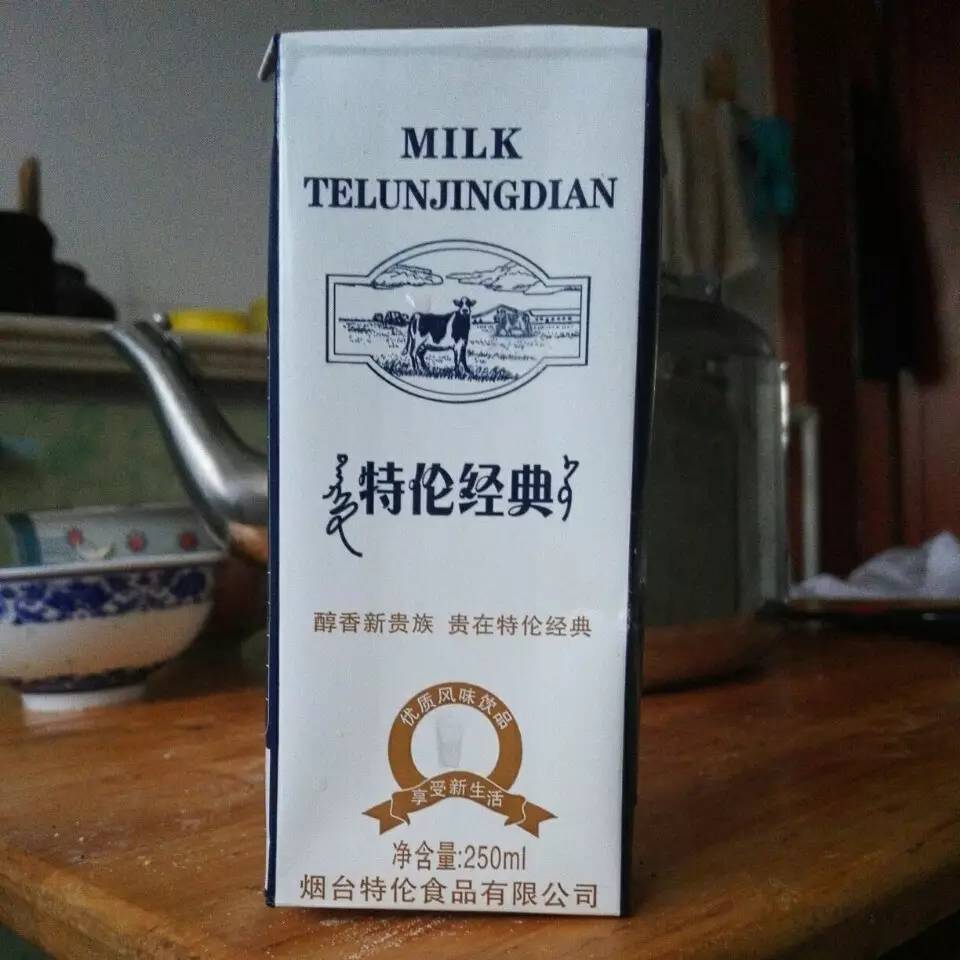 MILK
TELUNJINGDIAN
特伦经典
醇香新贵族 贵在特伦经典
优质风味饮品
享受新生活
净含量:250ml
烟台特伦食品有限公司